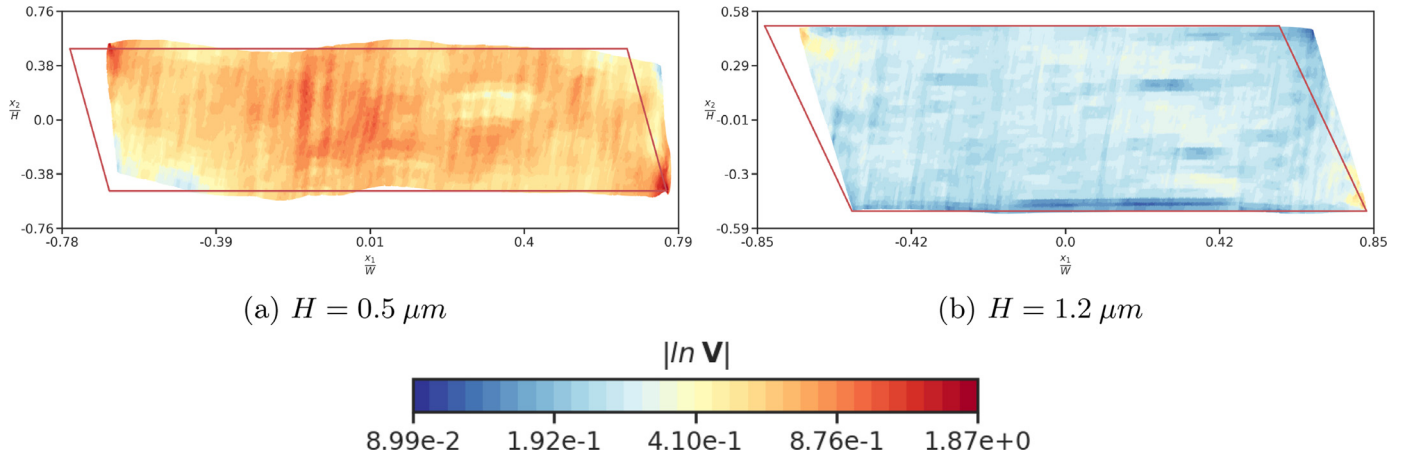 0.76
0.38
x₂/H
0.0
-0.38
-0.76
-0.78 -0.39 0.01 0.4 0.79
x₁/W
(a) H = 0.5 μm
0.58
0.29
x₂/H
-0.01
-0.3
-0.59
-0.85 -0.42 0.0 0.42 0.85
x₁/W
(b) H = 1.2 μm
|ln V|
8.99e-2 1.92e-1 4.10e-1 8.76e-1 1.87e+0